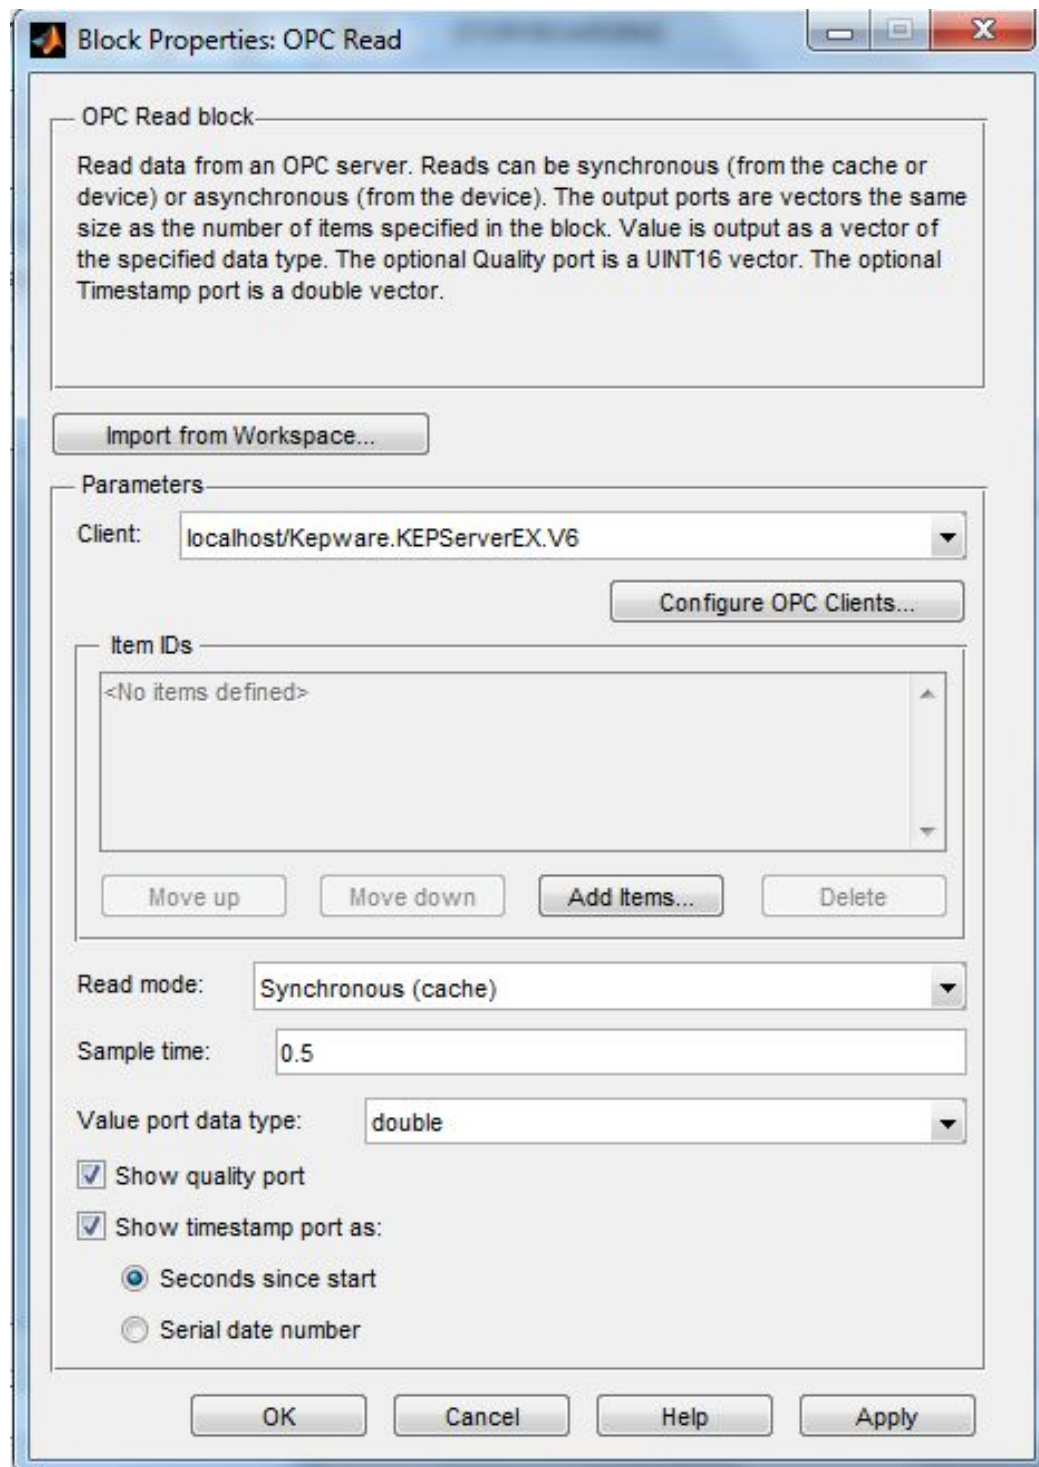 Block Properties: OPC Read
OPC Read block
Read data from an OPC server. Reads can be synchronous (from the cache or
device) or asynchronous (from the device). The output ports are vectors the same
size as the number of items specified in the block. Value is output as a vector of
the specified data type. The optional Quality port is a UINT16 vector. The optional
Timestamp port is a double vector.
Import from Workspace...
Parameters
Client: localhost/Kepware.KEPServerEX.V6
Configure OPC Clients...
Item IDs
<No items defined>
Move up Move down Add Items... Delete
Read mode: Synchronous (cache)
Sample time: 0.5
Value port data type: double
Show quality port
Show timestamp port as:
Seconds since start
Serial date number
OK Cancel Help Apply